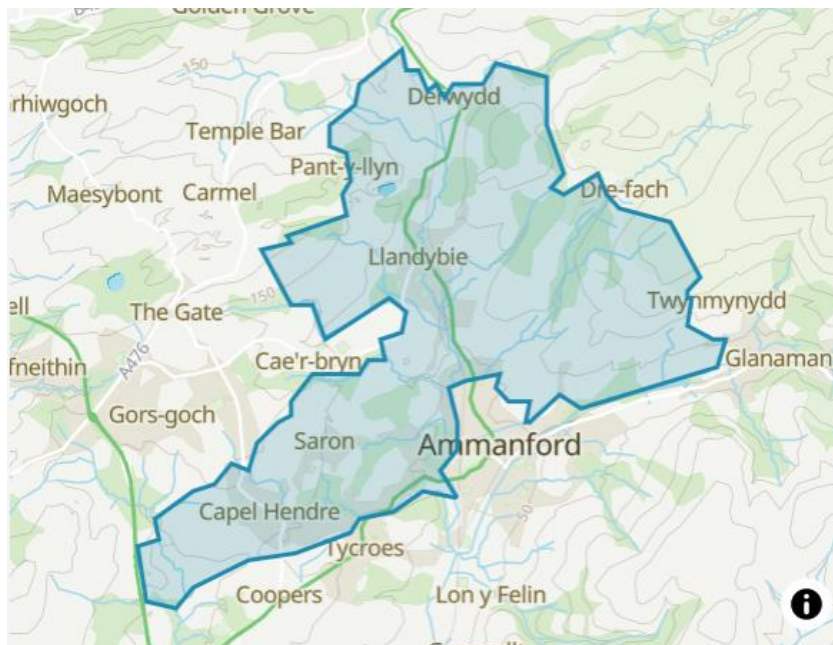 Golden Grove
150
Derwydd
rhiwgoch
Temple Bar
Pant-y-llyn
Maesybont
Carmel
Dre-fach
Llandybie
150
Twynmynydd
ell
The Gate
fneithin
A476
Cae'r-bryn
Glanaman
Gors-goch
Saron
Ammanford
Capel Hendre
50
Tycroes
Coopers
Lon y Felin